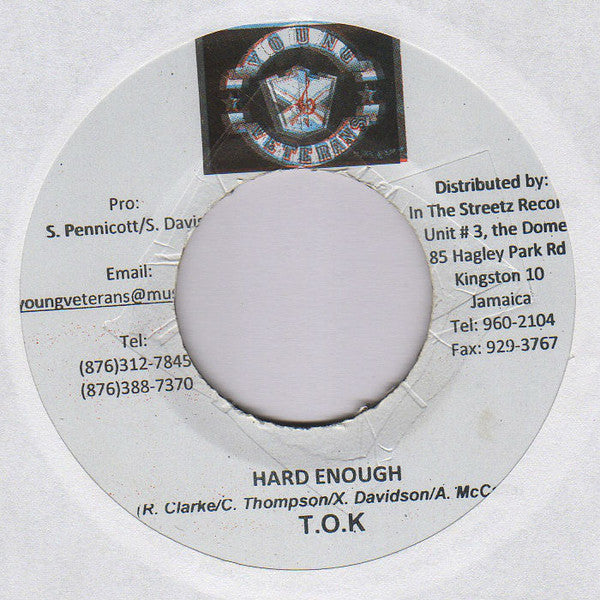 YOUNG
VETERANS
Pro:
S. Pennicott/S. Davis
Email:
youngveterans@mus
Tel:
(876)312-7845
(876)388-7370
Distributed by:
In The Streetz Recor
Unit # 3, the Dome
85 Hagley Park Rd
Kingston 10
Jamaica
Tel: 960-2104
Fax: 929-3767
HARD ENOUGH
(R. Clarke/C. Thompson/X. Davidson/A. McC
T.O.K